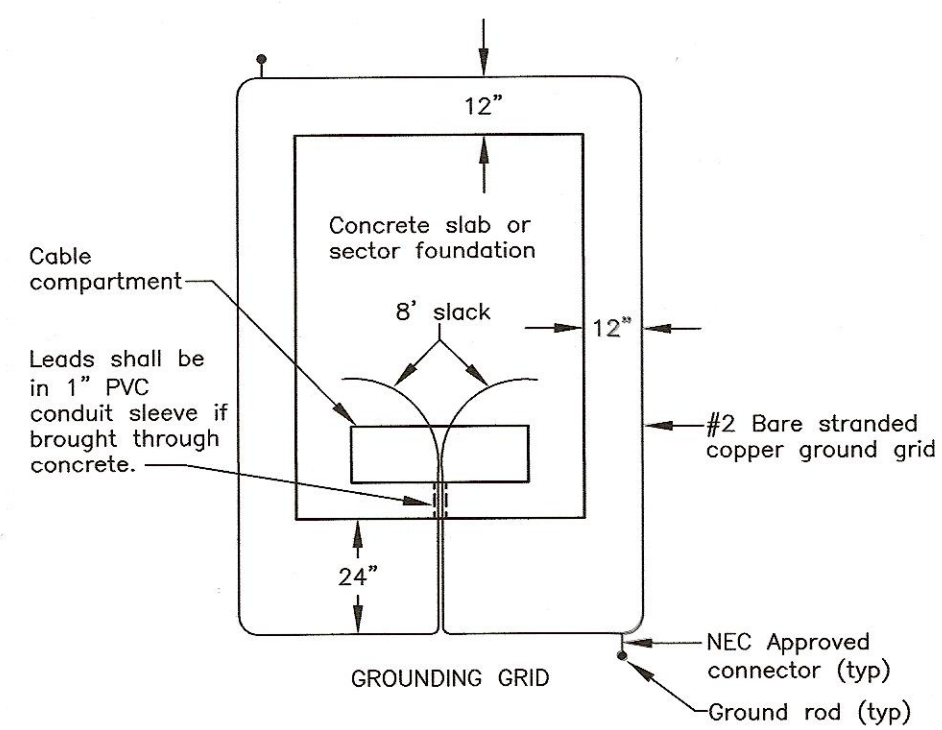 12”
Concrete slab or
sector foundation
Cable
compartment
8’ slack
12”
Leads shall be
in 1” PVC
conduit sleeve if
brought through
concrete.
#2 Bare stranded
copper ground grid
24”
NEC Approved
connector (typ)
GROUNDING GRID
Ground rod (typ)